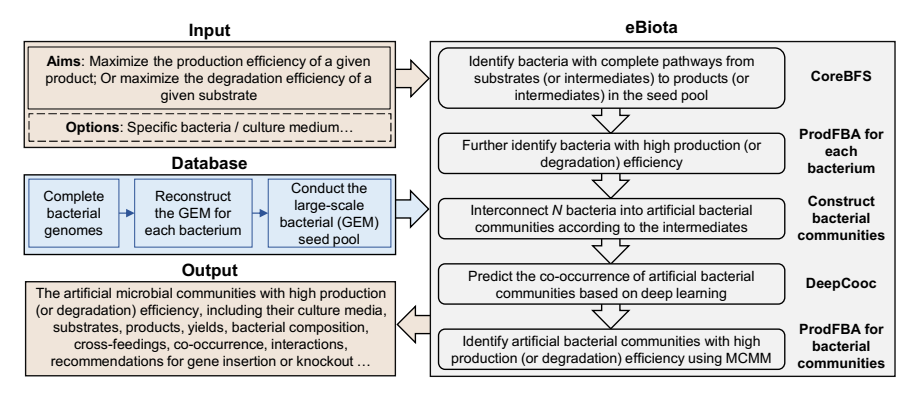 Input
Aims: Maximize the production efficiency of a given
product; Or maximize the degradation efficiency of a
given substrate
Options: Specific bacteria / culture medium…
Database
Complete
bacterial
genomes
Reconstruct
the GEM for
each bacterium
Conduct the
large-scale
bacterial (GEM)
seed pool
Output
The artificial microbial communities with high production
(or degradation) efficiency, including their culture media,
substrates, products, yields, bacterial composition,
cross-feedings, co-occurrence, interactions,
recommendations for gene insertion or knockout …
eBiota
Identify bacteria with complete pathways from
substrates (or intermediates) to products (or
intermediates) in the seed pool
CoreBFS
Further identify bacteria with high production (or
degradation) efficiency
ProdFBA for
each
bacterium
Interconnect N bacteria into artificial bacterial
communities according to the intermediates
Construct
bacterial
communities
Predict the co-occurrence of artificial bacterial
communities based on deep learning
DeepCooc
Identify artificial bacterial communities with high
production (or degradation) efficiency using MCMM
ProdFBA for
bacterial
communities